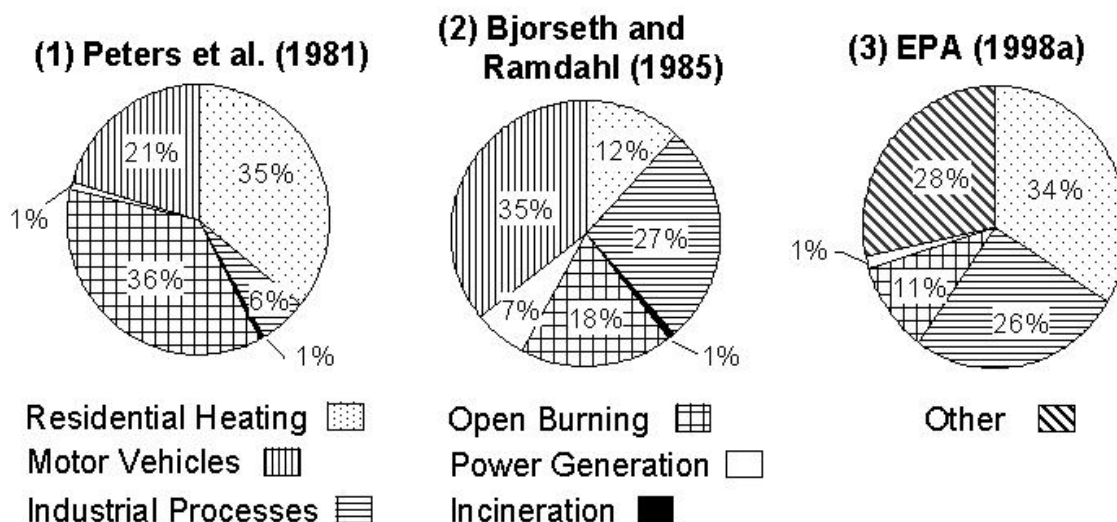 (1) Peters et al. (1981)
21%
35%
1%
36%
6%
1%
(2) Bjorseth and
Ramdahl (1985)
12%
35%
27%
7%
18%
1%
(3) EPA (1998a)
28%
34%
1%
11%
26%
Residential Heating
Motor Vehicles
Industrial Processes
Open Burning
Power Generation
Incineration
Other